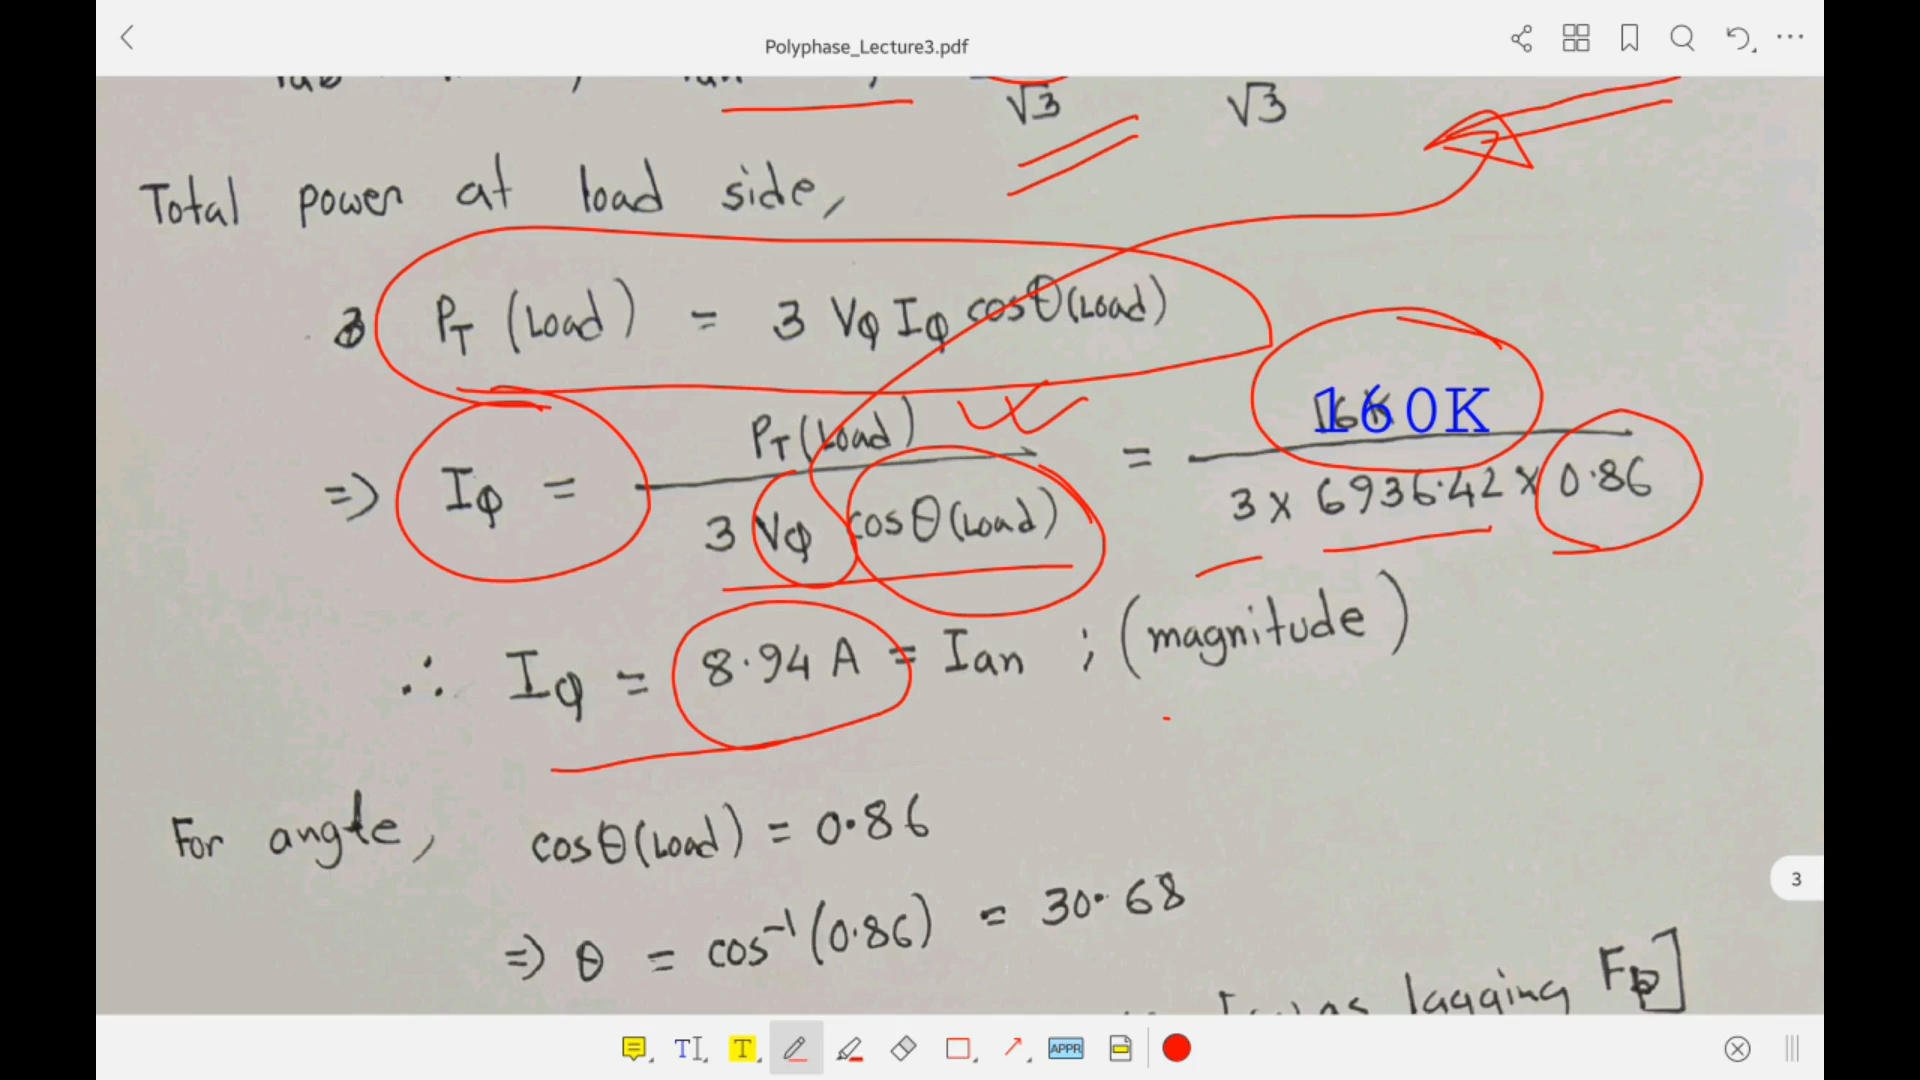 Polyphase_Lecture3.pdf
√3 √3
Total power at load side,
PT (Load) = 3 Vφ Iφ cosθ(Load)
=> Iφ = PT(Load) / 3 Vφ cosθ(Load) = 160K / 3 x 6936.42 x 0.86
∴ Iφ = 8.94 A = Ian ; (magnitude)
For angle, cosθ(Load) = 0.86
=> θ = cos⁻¹(0.86) = 30.68
3
lagging
APPR